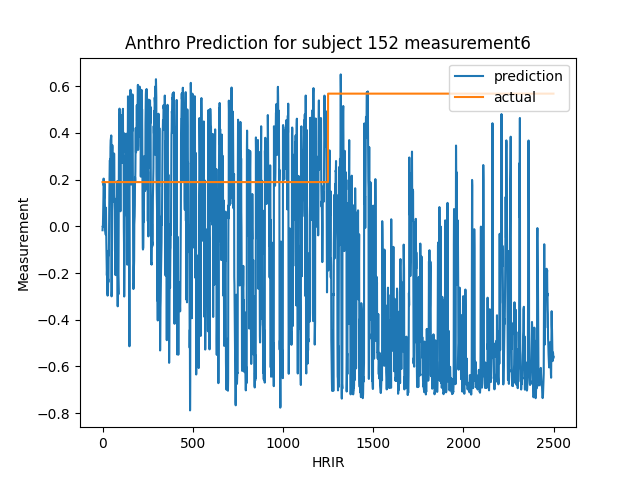 Anthro Prediction for subject 152 measurement6
prediction
actual
0.6
0.4
0.2
0.0
−0.2
−0.4
−0.6
−0.8
Measurement
0
500
1000
1500
2000
2500
HRIR